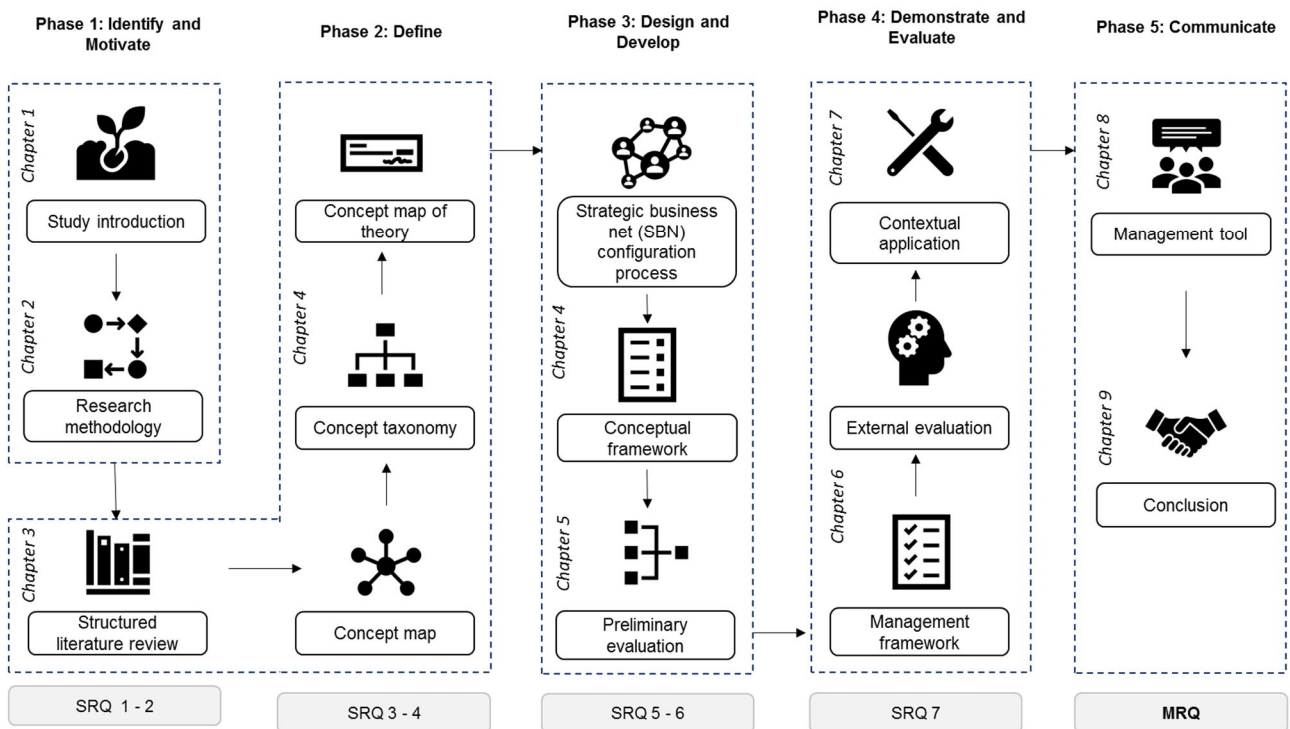 Phase 1: Identify and
Motivate
Phase 2: Define
Phase 3: Design and
Develop
Phase 4: Demonstrate and
Evaluate
Phase 5: Communicate
Chapter 1
Study introduction
Chapter 2
Research
methodology
Chapter 3
Structured
literature review
SRQ 1 - 2
Concept map of
theory
Chapter 4
Concept taxonomy
Concept map
SRQ 3 - 4
Strategic business
net (SBN)
configuration
process
Chapter 4
Conceptual
framework
Chapter 5
Preliminary
evaluation
SRQ 5 - 6
Chapter 7
Contextual
application
External evaluation
Chapter 6
Management
framework
SRQ 7
Chapter 8
Management tool
Chapter 9
Conclusion
MRQ